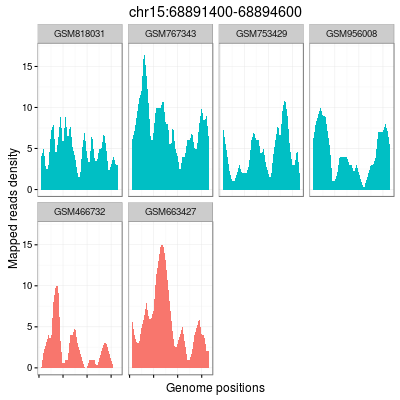 chr15:68891400-68894600
GSM818031 GSM767343 GSM753429 GSM956008
15
10
5
0
Mapped reads density
GSM466732 GSM663427
15
10
5
0
Genome positions